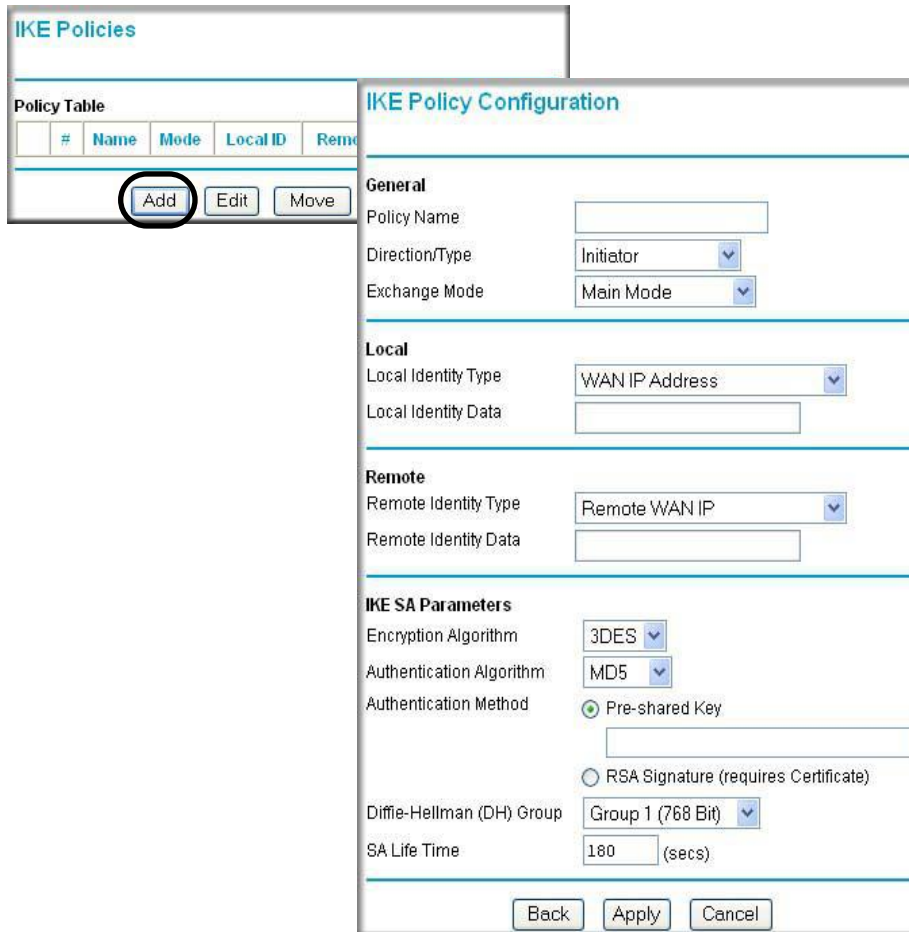 IKE Policies
Policy Table
# Name Mode Local ID
Add Edit Move
IKE Policy Configuration
General
Policy Name
Direction/Type Initiator
Exchange Mode Main Mode
Local
Local Identity Type WAN IP Address
Local Identity Data
Remote
Remote Identity Type Remote WAN IP
Remote Identity Data
IKE SA Parameters
Encryption Algorithm 3DES
Authentication Algorithm MD5
Authentication Method Pre-shared Key
RSA Signature (requires Certificate)
Diffie-Hellman (DH) Group Group 1 (768 Bit)
SA Life Time 180 (secs)
Back Apply Cancel